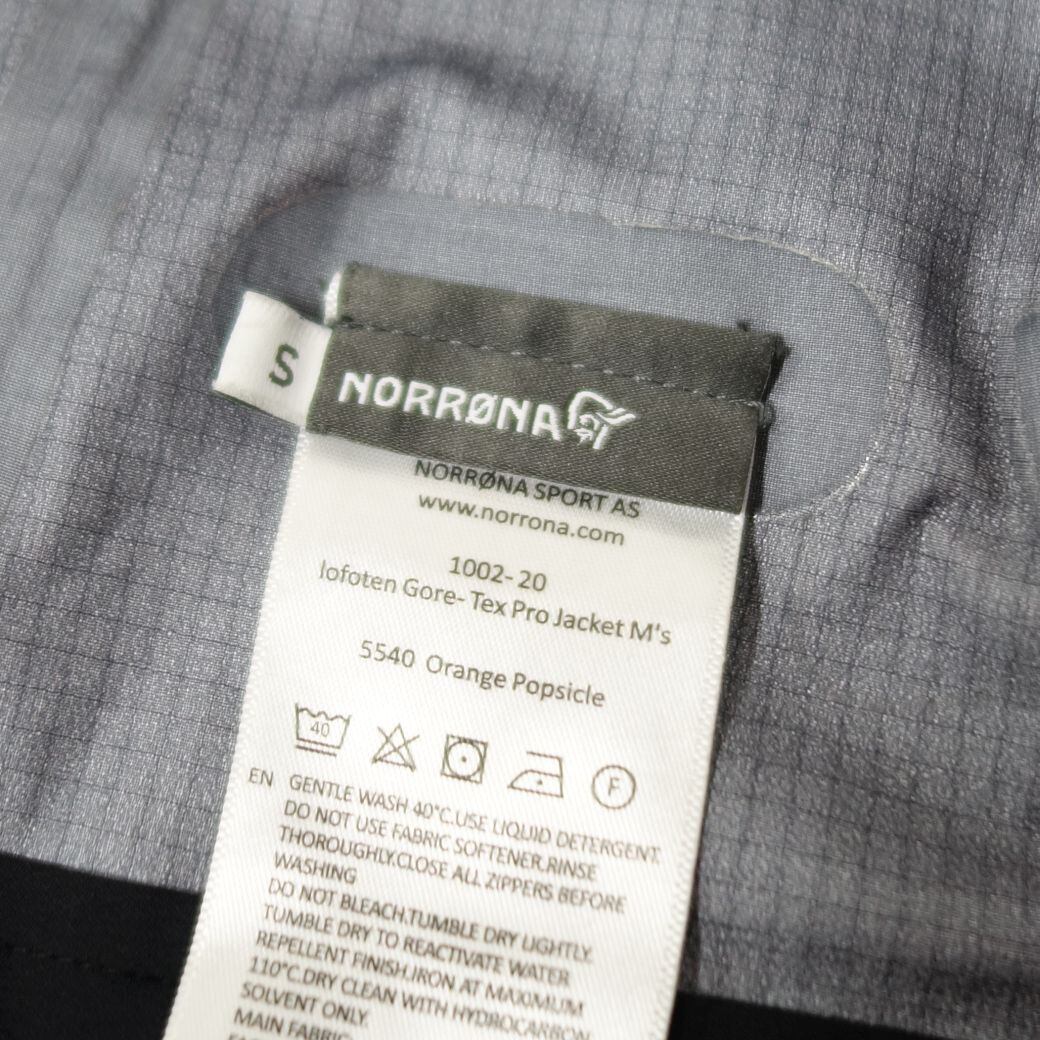 S
NORRØNA
NORRØNA SPORT AS
www.norrona.com
1002-20
lofoten Gore-Tex Pro Jacket M's
5540 Orange Popsicle
40
F
EN GENTLE WASH 40°C.USE LIQUID DETERGENT.
DO NOT USE FABRIC SOFTENER.RINSE
THOROUGHLY.CLOSE ALL ZIPPERS BEFORE
WASHING
DO NOT BLEACH.TUMBLE DRY LIGHTLY.
TUMBLE DRY TO REACTIVATE WATER
REPELLENT FINISH.IRON AT MAXIMUM
110°C.DRY CLEAN WITH HYDROCARBON
SOLVENT ONLY.
MAIN FABRIC: